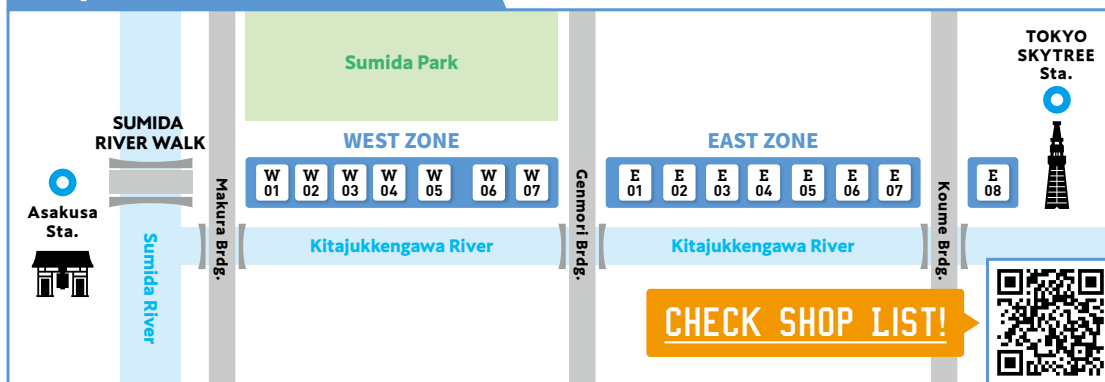 TOKYO
SKYTREE
Sta.
Sumida Park
SUMIDA
RIVER WALK
WEST ZONE
EAST ZONE
Asakusa
Sta.
Makura Brdg.
W
01
W
02
W
03
W
04
W
05
W
06
W
07
Genmori Brdg.
E
01
E
02
E
03
E
04
E
05
E
06
E
07
Koume Brdg.
E
08
Sumida River
Kitajukkengawa River
Kitajukkengawa River
CHECK SHOP LIST!